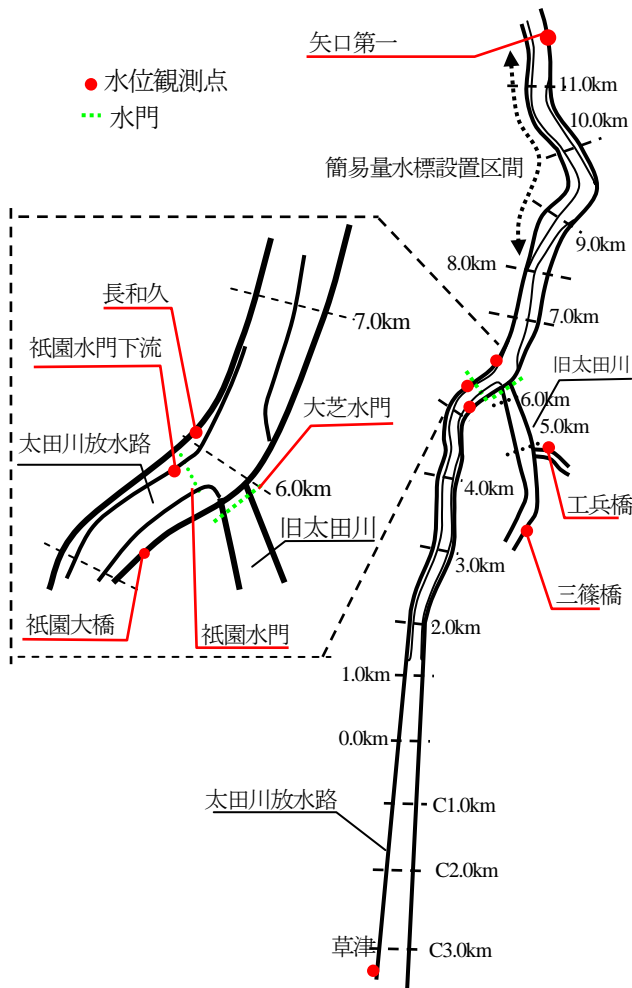 矢口第一
水位観測点
水門
11.0km
10.0km
簡易量水標設置区間
9.0km
8.0km
7.0km
長和久
7.0km
祇園水門下流
大芝水門
旧太田川
6.0km
太田川放水路
5.0km
6.0km
4.0km
旧太田川
工兵橋
3.0km
三篠橋
祇園大橋
祇園水門
2.0km
1.0km
0.0km
太田川放水路
C1.0km
C2.0km
草津
C3.0km